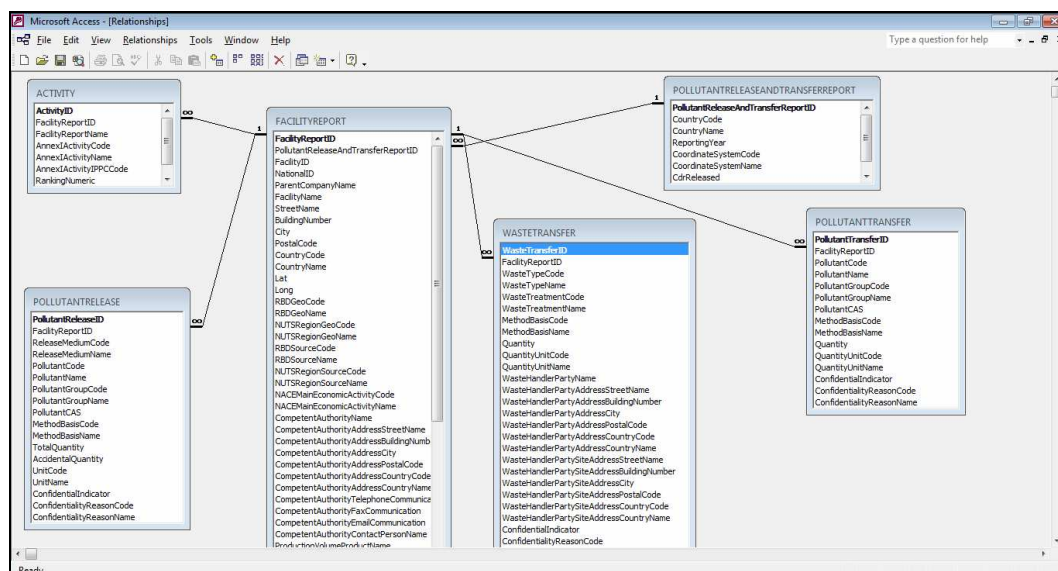 Microsoft Access - [Relationships]
File Edit View Relationships Tools Window Help
Type a question for help
ACTIVITY
ActivityID
FacilityReportID
FacilityReportName
AnnexIActivityCode
AnnexIActivityName
AnnexIActivityIPPCCode
RankingNumeric
POLLUTANTRELEASE
PollutantReleaseID
FacilityReportID
ReleaseMediumCode
ReleaseMediumName
PollutantCode
PollutantName
PollutantGroupCode
PollutantGroupName
PollutantCAS
MethodBasisCode
MethodBasisName
TotalQuantity
AccidentalQuantity
UnitCode
UnitName
ConfidentialIndicator
ConfidentialityReasonCode
ConfidentialityReasonName
∞
∞
1
FACILITYREPORT
FacilityReportID
PollutantReleaseAndTransferReportID
FacilityID
NationalID
ParentCompanyName
FacilityName
StreetName
BuildingNumber
City
PostalCode
CountryCode
CountryName
Lat
Long
RBDGeoCode
RBDGeoName
NUTSRegionGeoCode
NUTSRegionGeoName
RBDSourceCode
RBDSourceName
NUTSRegionSourceCode
NUTSRegionSourceName
NACEMainEconomicActivityCode
NACEMainEconomicActivityName
CompetentAuthorityName
CompetentAuthorityAddressStreetName
CompetentAuthorityAddressBuildingNumb
CompetentAuthorityAddressCity
CompetentAuthorityAddressPostalCode
CompetentAuthorityAddressCountryCode
CompetentAuthorityAddressCountryName
CompetentAuthorityTelephoneCommunica
CompetentAuthorityFaxCommunication
CompetentAuthorityEmailCommunication
CompetentAuthorityContactPersonName
ProductionVolumeProductName
1
∞
∞
WASTETRANSFER
WasteTransferID
FacilityReportID
WasteTypeCode
WasteTypeName
WasteTreatmentCode
WasteTreatmentName
MethodBasisCode
MethodBasisName
Quantity
QuantityUnitCode
QuantityUnitName
WasteHandlerPartyName
WasteHandlerPartyAddressStreetName
WasteHandlerPartyAddressBuildingNumber
WasteHandlerPartyAddressCity
WasteHandlerPartyAddressPostalCode
WasteHandlerPartyAddressCountryCode
WasteHandlerPartyAddressCountryName
WasteHandlerPartySiteAddressStreetName
WasteHandlerPartySiteAddressBuildingNumber
WasteHandlerPartySiteAddressCity
WasteHandlerPartySiteAddressPostalCode
WasteHandlerPartySiteAddressCountryCode
WasteHandlerPartySiteAddressCountryName
ConfidentialIndicator
ConfidentialityReasonCode
1
POLLUTANTRELEASEANDTRANSFERREPORT
PollutantReleaseAndTransferReportID
CountryCode
CountryName
ReportingYear
CoordinateSystemCode
CoordinateSystemName
CdrReleased
∞
POLLUTANTTRANSFER
PollutantTransferID
FacilityReportID
PollutantCode
PollutantName
PollutantGroupCode
PollutantGroupName
PollutantCAS
MethodBasisCode
MethodBasisName
Quantity
QuantityUnitCode
QuantityUnitName
ConfidentialIndicator
ConfidentialityReasonCode
ConfidentialityReasonName
Ready